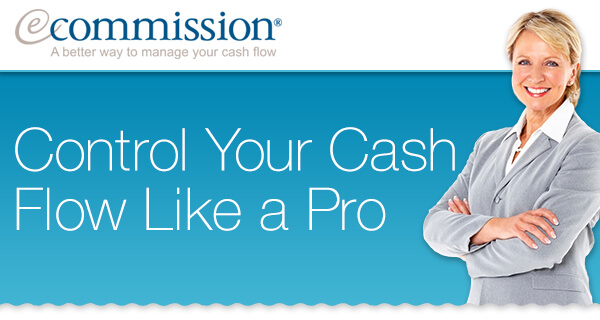 ecommission®
A better way to manage your cash flow
Control Your Cash
Flow Like a Pro